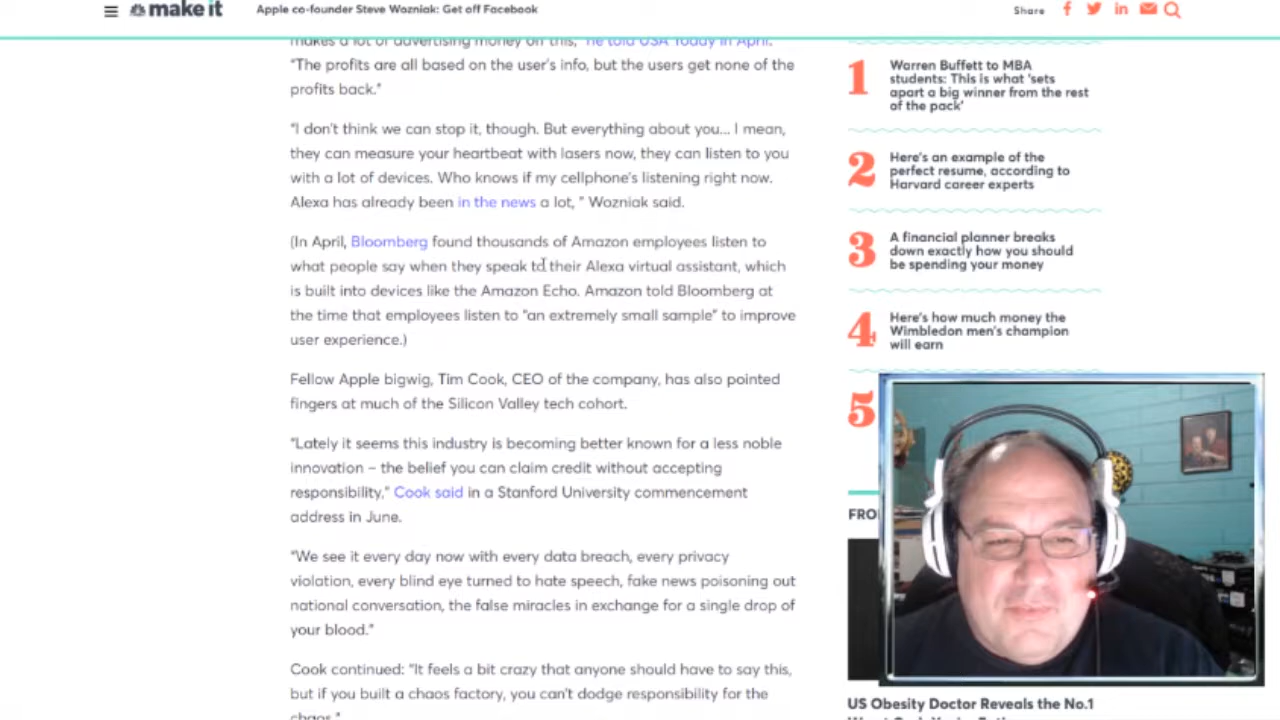 make it
Apple co-founder Steve Wozniak: Get off Facebook
Share
makes a lot of advertising money on this," he told USA Today in April.
"The profits are all based on the user's info, but the users get none of the
profits back."
"I don't think we can stop it, though. But everything about you... I mean,
they can measure your heartbeat with lasers now, they can listen to you
with a lot of devices. Who knows if my cellphone's listening right now.
Alexa has already been in the news a lot, " Wozniak said.
(In April, Bloomberg found thousands of Amazon employees listen to
what people say when they speak to their Alexa virtual assistant, which
is built into devices like the Amazon Echo. Amazon told Bloomberg at
the time that employees listen to "an extremely small sample" to improve
user experience.)
Fellow Apple bigwig, Tim Cook, CEO of the company, has also pointed
fingers at much of the Silicon Valley tech cohort.
"Lately it seems this industry is becoming better known for a less noble
innovation – the belief you can claim credit without accepting
responsibility," Cook said in a Stanford University commencement
address in June.
"We see it every day now with every data breach, every privacy
violation, every blind eye turned to hate speech, fake news poisoning out
national conversation, the false miracles in exchange for a single drop of
your blood."
Cook continued: "It feels a bit crazy that anyone should have to say this,
but if you built a chaos factory, you can't dodge responsibility for the
chaos."
1
Warren Buffett to MBA
students: This is what 'sets
apart a big winner from the rest
of the pack'
2
Here's an example of the
perfect resume, according to
Harvard career experts
3
A financial planner breaks
down exactly how you should
be spending your money
4
Here's how much money the
Wimbledon men's champion
will earn
5
FRO
US Obesity Doctor Reveals the No.1